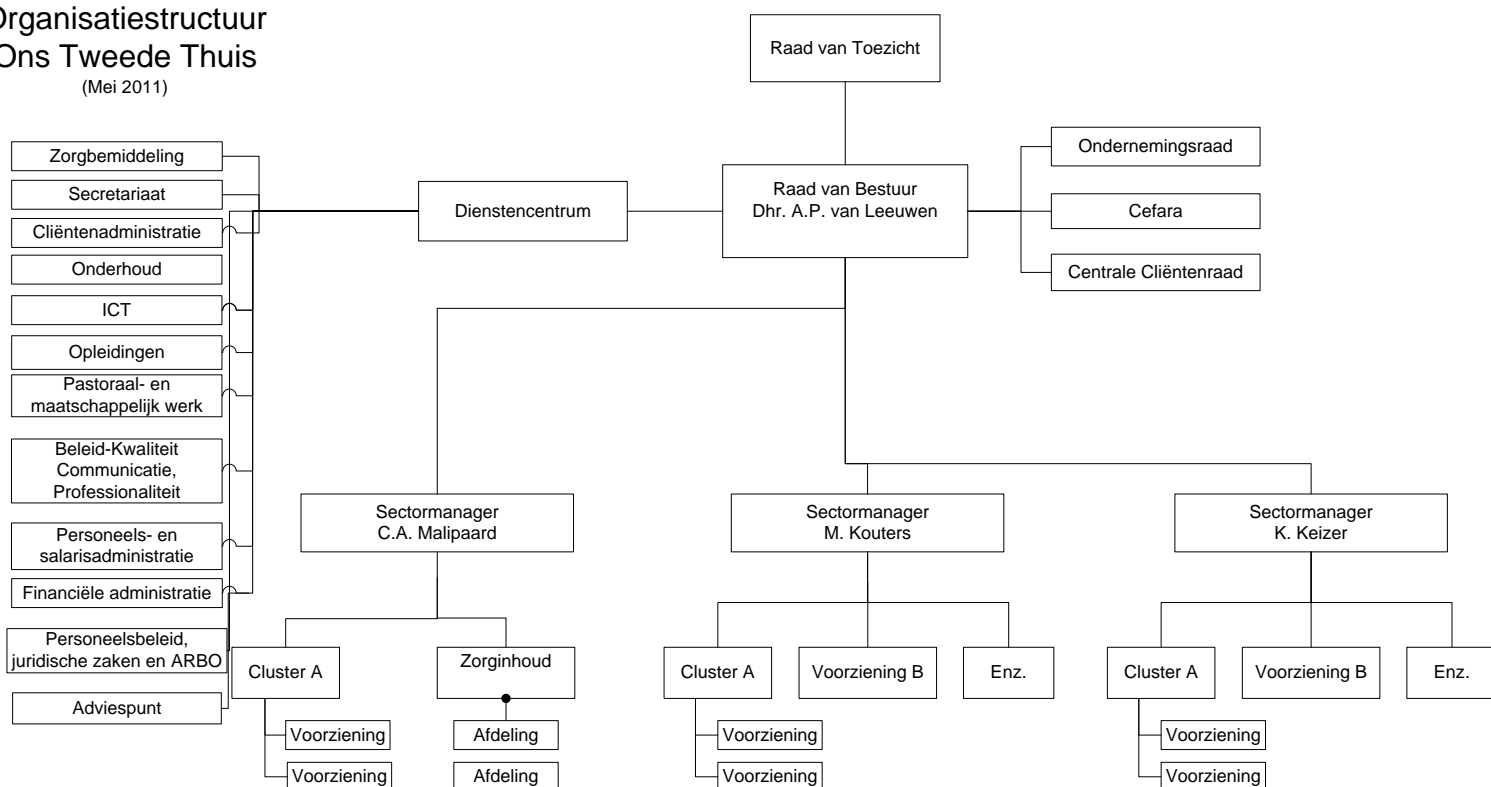 Organisatiestructuur
Ons Tweede Thuis
(Mei 2011)
Raad van Toezicht
Raad van Bestuur
Dhr. A.P. van Leeuwen
Dienstencentrum
Ondernemingsraad
Cefara
Centrale Cliëntenraad
Zorgbemiddeling
Secretariaat
Cliëntenadministratie
Onderhoud
ICT
Opleidingen
Pastoraal- en
maatschappelijk werk
Beleid-Kwaliteit
Communicatie,
Professionaliteit
Personeels- en
salarisadministratie
Financiële administratie
Personeelsbeleid,
juridische zaken en ARBO
Adviespunt
Sectormanager
C.A. Malipaard
Cluster A
Voorziening
Voorziening
Zorginhoud
Afdeling
Afdeling
Sectormanager
M. Kouters
Cluster A
Voorziening
Voorziening
Voorziening B
Enz.
Sectormanager
K. Keizer
Cluster A
Voorziening
Voorziening
Voorziening B
Enz.